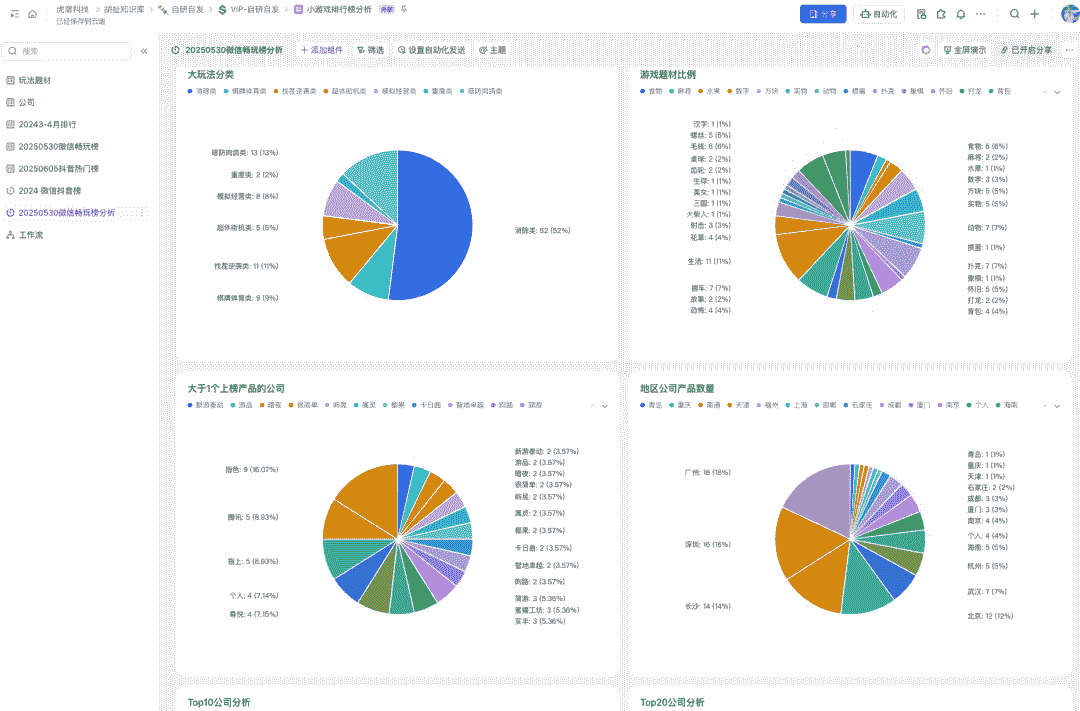 虎潮科技 > 胡扯知识库 > 自研自发 > VIP-自研自发 > 小游戏排行榜分析 外部
已经保存到云端
分享
自动化
搜索
玩法题材
公司
20243-4月排行
20250530微信畅玩榜
20250605抖音热门榜
2024 微信抖音榜
20250530微信畅玩榜分析
工作流
20250530微信畅玩榜分析
添加组件
筛选
设置自动化发送
主题
全屏演示
已开启分享
大玩法分类
消除类 棋牌体育类 找茬逆袭类 超休街机类 模拟经营类 重度类 塔防肉鸽类
塔防肉鸽类: 13 (13%)
重度类: 2 (2%)
模拟经营类: 8 (8%)
超休街机类: 5 (5%)
找茬逆袭类: 11 (11%)
棋牌体育类: 9 (9%)
消除类: 52 (52%)
游戏题材比例
食物 麻将 水果 数字 方块 实物 动物 质量 扑克 象棋 怀旧 打龙 背包
汉字: 1 (1%)
螺丝: 5 (5%)
毛线: 6 (6%)
桌球: 2 (2%)
齿轮: 2 (2%)
生存: 1 (1%)
美女: 1 (1%)
三国: 1 (1%)
火柴人: 1 (1%)
射击: 3 (3%)
花草: 4 (4%)
生活: 11 (11%)
挪车: 7 (7%)
故事: 2 (2%)
恐怖: 4 (4%)
食物: 6 (6%)
麻将: 2 (2%)
水果: 1 (1%)
数字: 3 (3%)
方块: 5 (5%)
实物: 5 (5%)
动物: 7 (7%)
质量: 1 (1%)
扑克: 7 (7%)
象棋: 1 (1%)
怀旧: 5 (5%)
打龙: 2 (2%)
背包: 4 (4%)
大于1个上榜产品的公司
新游泰动 游品 暗夜 很简单 屿晃 属灵 椰果 卡日曲 智地卓越 昀路 简游
指色: 9 (16.07%)
腾讯: 5 (8.93%)
指上: 5 (8.93%)
个人: 4 (7.14%)
尊悦: 4 (7.15%)
新游泰动: 2 (3.57%)
游品: 2 (3.57%)
暗夜: 2 (3.57%)
很简单: 2 (3.57%)
屿晃: 2 (3.57%)
属灵: 2 (3.57%)
椰果: 2 (3.57%)
卡日曲: 2 (3.57%)
智地卓越: 2 (3.57%)
昀路: 2 (3.57%)
简游: 3 (5.36%)
蜜獾工坊: 3 (5.36%)
豪丰: 3 (5.36%)
地区公司产品数量
青岛 重庆 南通 天津 福州 上海 邯郸 石家庄 成都 厦门 南京 个人 海南
广州: 18 (18%)
深圳: 16 (16%)
长沙: 14 (14%)
青岛: 1 (1%)
重庆: 1 (1%)
天津: 1 (1%)
石家庄: 2 (2%)
成都: 3 (3%)
厦门: 3 (3%)
南京: 4 (4%)
个人: 4 (4%)
海南: 5 (5%)
杭州: 5 (5%)
武汉: 7 (7%)
北京: 12 (12%)
Top10公司分析
Top20公司分析